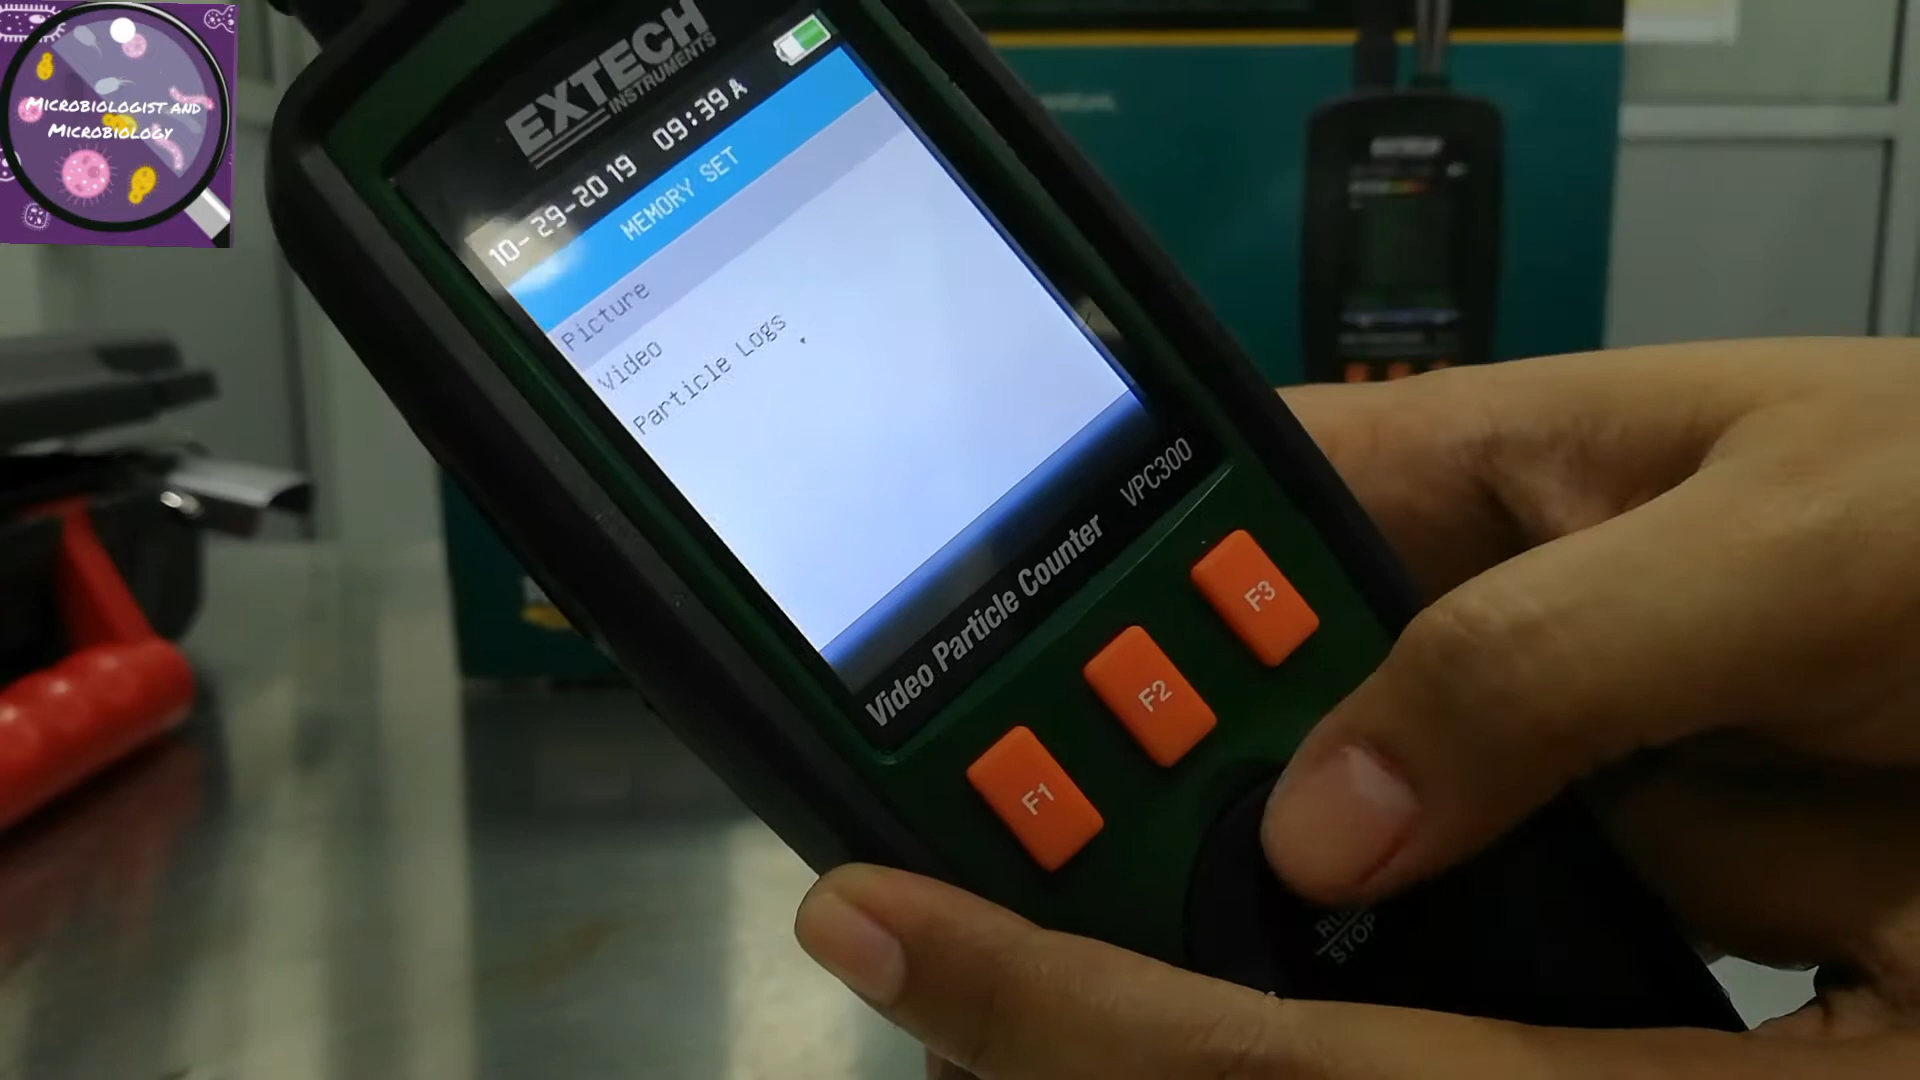 Microbiologist and
Microbiology
EXTECH
INSTRUMENTS
10-29-2019 09:39 A
MEMORY SET
Picture
Video
Particle Logs
Video Particle Counter VPC300
F1
F2
F3
STOP